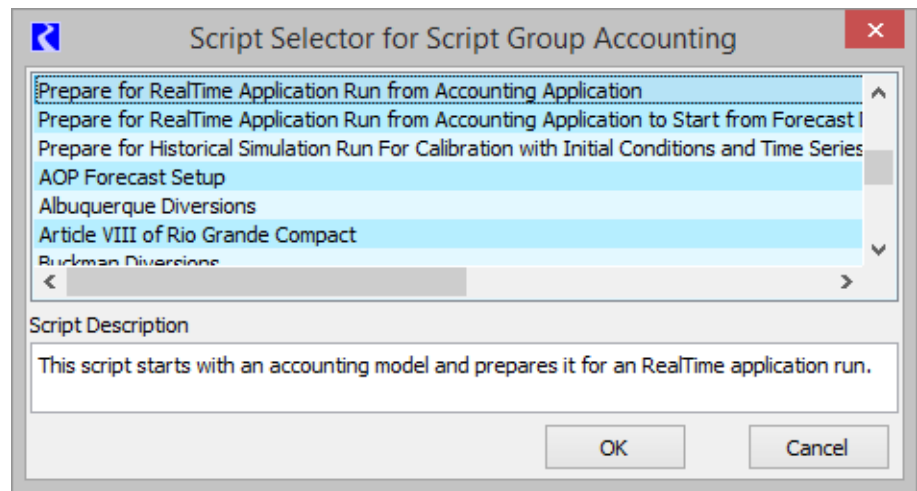 Script Selector for Script Group Accounting
Prepare for RealTime Application Run from Accounting Application
Prepare for RealTime Application Run from Accounting Application to Start from Forecast
Prepare for Historical Simulation Run For Calibration with Initial Conditions and Time Series
AOP Forecast Setup
Albuquerque Diversions
Article VIII of Rio Grande Compact
Buckman Diversions
Script Description
This script starts with an accounting model and prepares it for an RealTime application run.
OK Cancel